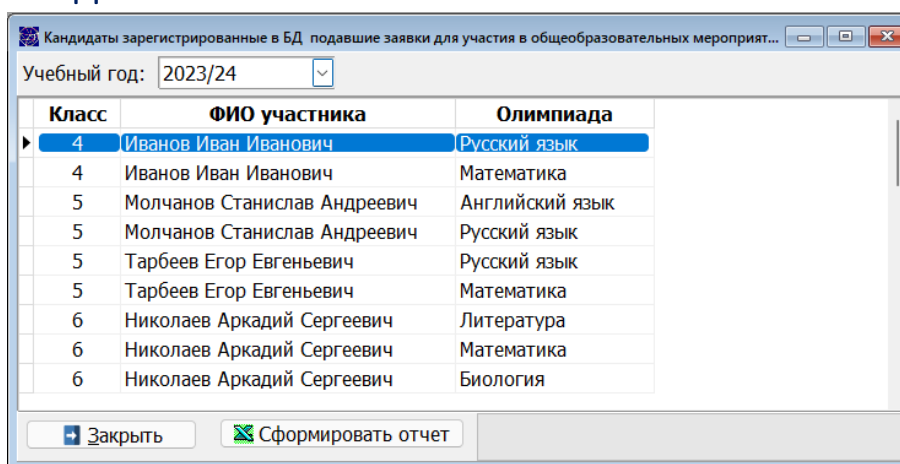 Кандидаты зарегистрированные в БД подавшие заявки для участия в общеобразовательных мероприят...
Учебный год: 2023/24
Класс ФИО участника Олимпиада
4 Иванов Иван Иванович Русский язык
4 Иванов Иван Иванович Математика
5 Молчанов Станислав Андреевич Английский язык
5 Молчанов Станислав Андреевич Русский язык
5 Тарбеев Егор Евгеньевич Русский язык
5 Тарбеев Егор Евгеньевич Математика
6 Николаев Аркадий Сергеевич Литература
6 Николаев Аркадий Сергеевич Математика
6 Николаев Аркадий Сергеевич Биология
Закрыть Сформировать отчет